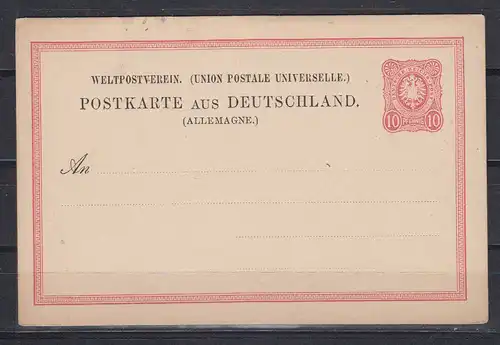 WELTPOSTVEREIN. (UNION POSTALE UNIVERSELLE.)
POSTKARTE AUS DEUTSCHLAND.
(ALLEMAGNE.)
10 10
An